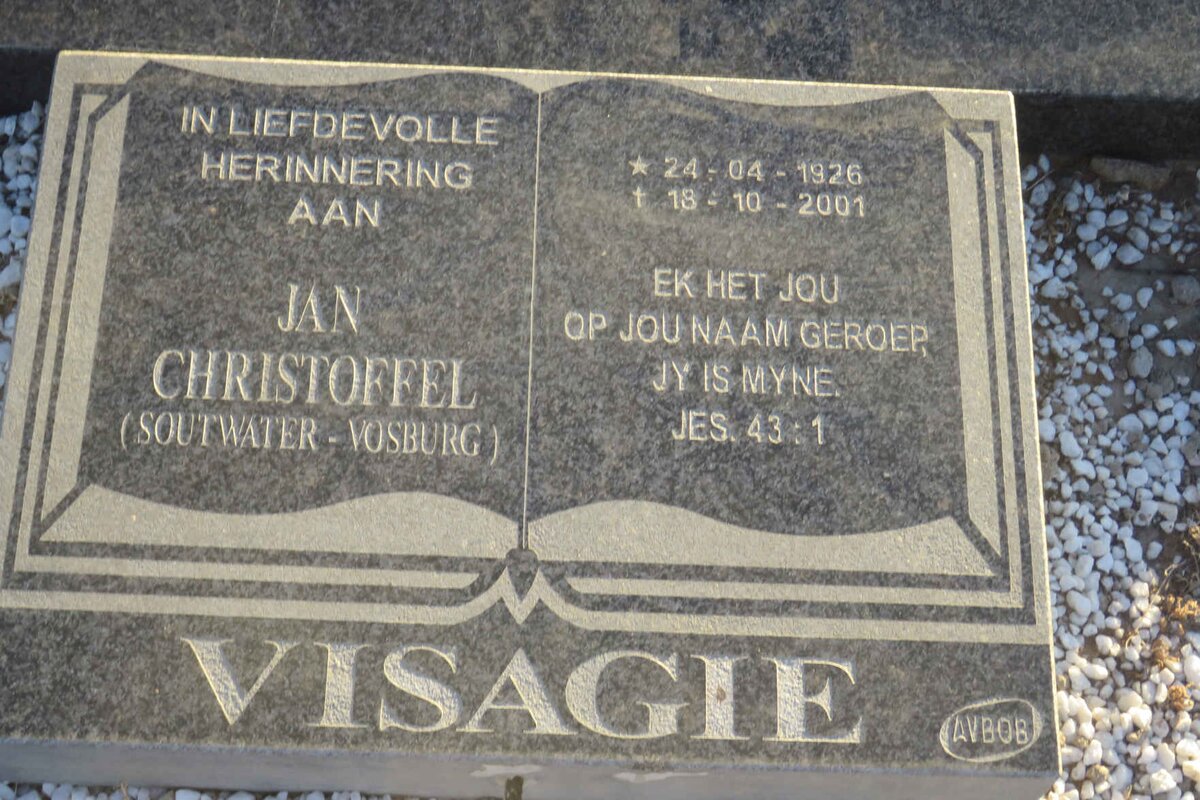 IN LIEFDEVOLLE
HERINNERING
AAN
JAN
CHRISTOFFEL
(SOUTWATER - VOSBURG)
★ 24 - 04 - 1926
† 18 - 10 - 2001
EK HET JOU
OP JOU NAAM GEROEP,
JY IS MYNE.
JES. 43 : 1
VISAGIE
AVBOB